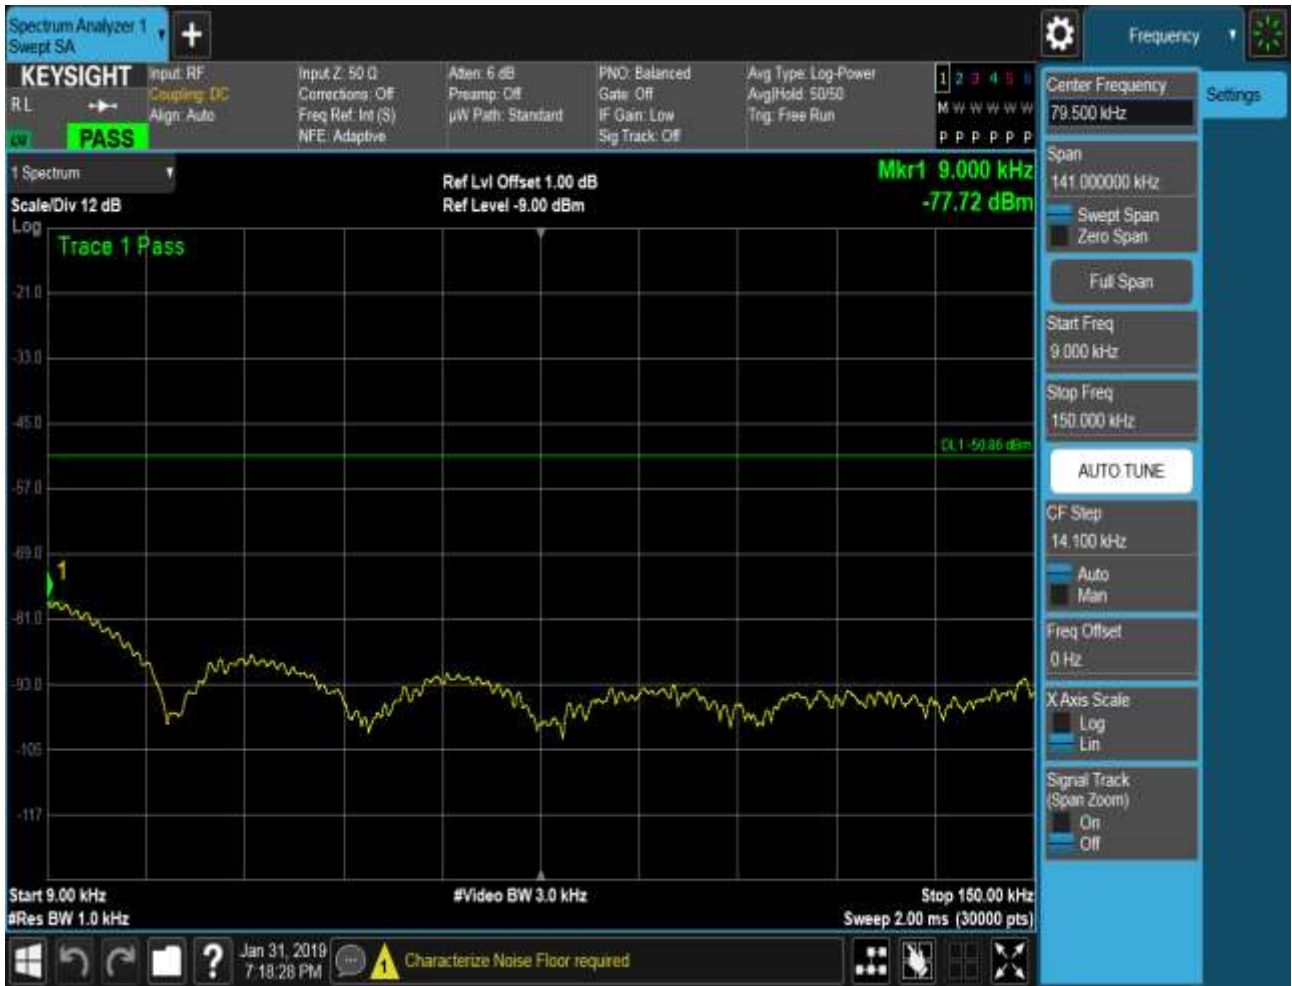 Spectrum Analyzer 1
Swept SA
+
Frequency
KEYSIGHT
RL
PASS
Input: RF
Coupling: DC
Align: Auto
Input Z: 50 Ω
Corrections: Off
Freq Ref: Int (S)
NFE: Adaptive
Atten: 6 dB
Preamp: Off
µW Path: Standard
PNO: Balanced
Gate: Off
IF Gain: Low
Sig Track: Off
Avg Type: Log-Power
Avg|Hold: 50/50
Trig: Free Run
1 2 3 4 5 6
M W W W W W
P P P P P P
1 Spectrum
Scale/Div 12 dB
Ref Lvl Offset 1.00 dB
Ref Level -9.00 dBm
Mkr1 9.000 kHz
-77.72 dBm
Log
Trace 1 Pass
-21.0
-33.0
-45.0
DL1 -50.86 dBm
-57.0
-69.0
1
-81.0
-93.0
-105
-117
Start 9.00 kHz
#Res BW 1.0 kHz
#Video BW 3.0 kHz
Stop 150.00 kHz
Sweep 2.00 ms (30000 pts)
Center Frequency
79.500 kHz
Settings
Span
141.000000 kHz
Swept Span
Zero Span
Full Span
Start Freq
9.000 kHz
Stop Freq
150.000 kHz
AUTO TUNE
CF Step
14.100 kHz
Auto
Man
Freq Offset
0 Hz
X Axis Scale
Log
Lin
Signal Track
(Span Zoom)
On
Off
?
Jan 31, 2019
7:18:28 PM
1
Characterize Noise Floor required